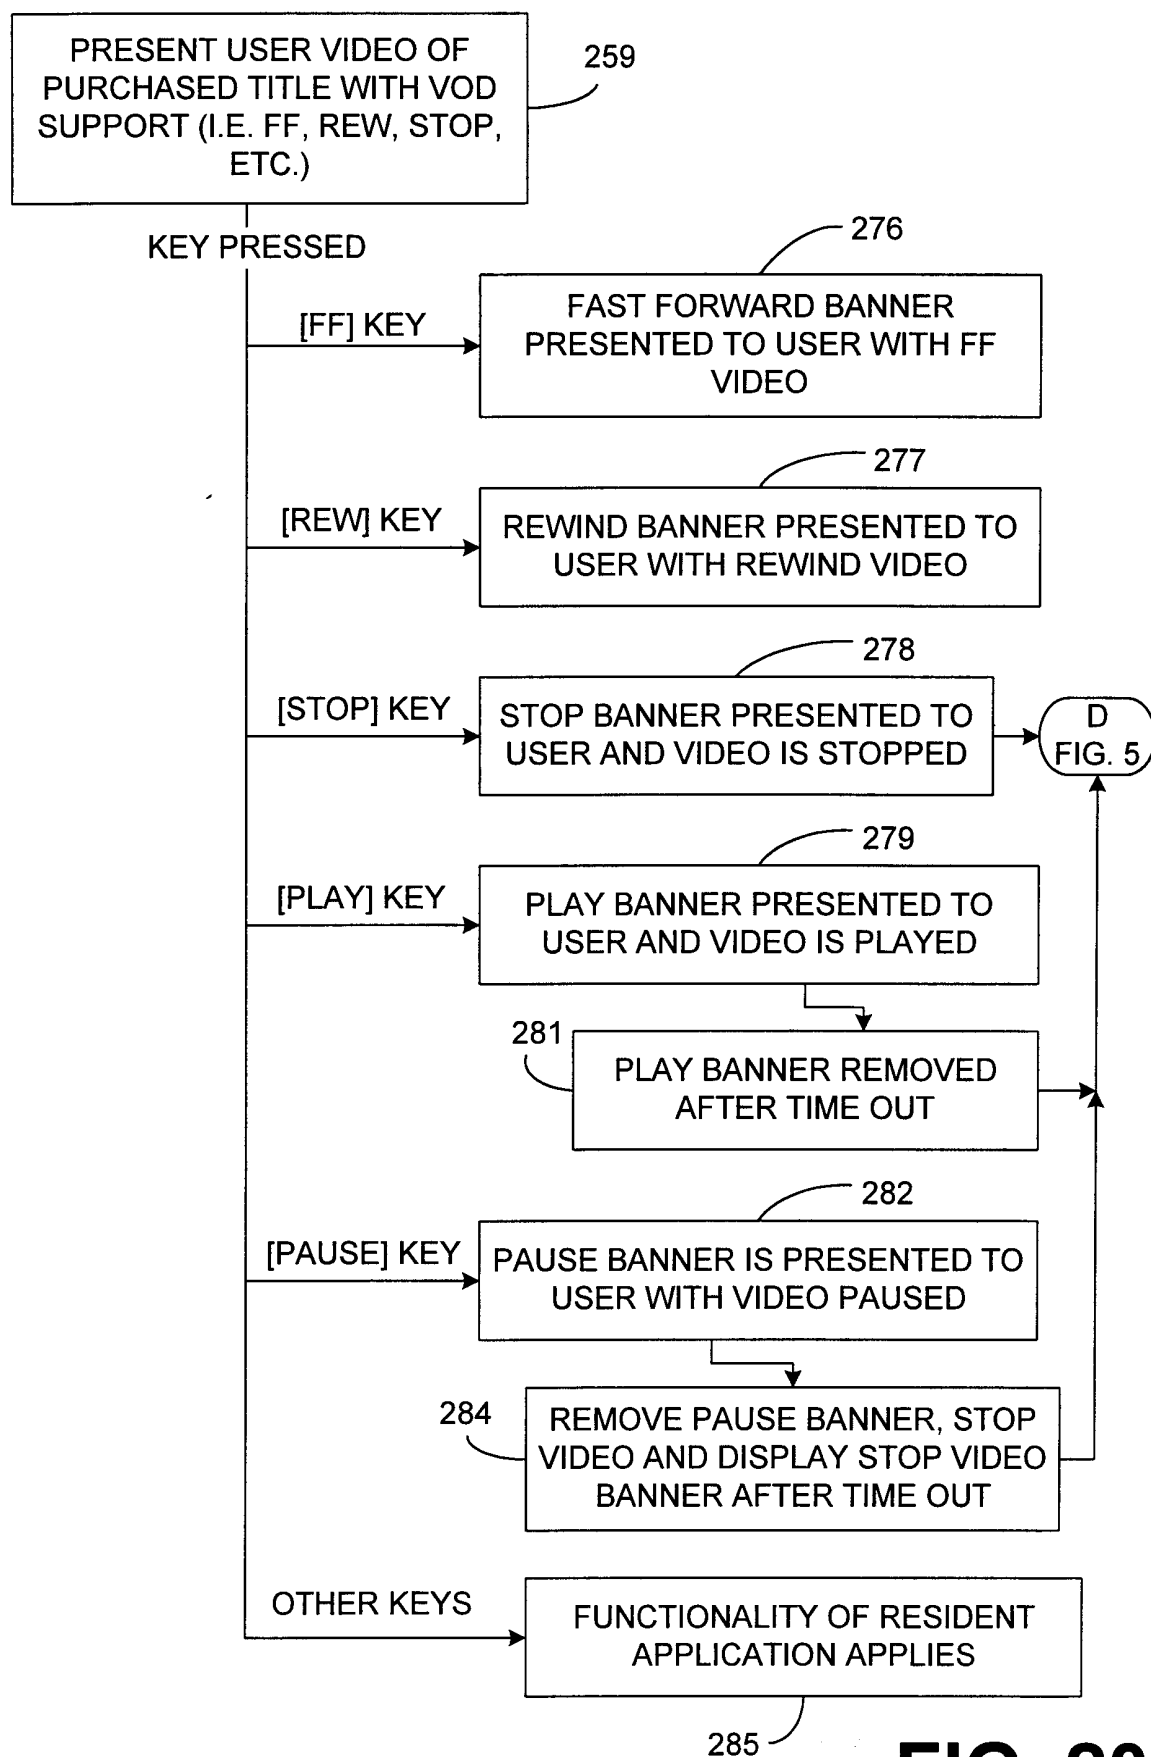 PRESENT USER VIDEO OF
PURCHASED TITLE WITH VOD
SUPPORT (I.E. FF, REW, STOP,
ETC.)
259
KEY PRESSED
276
[FF] KEY
FAST FORWARD BANNER
PRESENTED TO USER WITH FF
VIDEO
277
[REW] KEY
REWIND BANNER PRESENTED TO
USER WITH REWIND VIDEO
278
[STOP] KEY
STOP BANNER PRESENTED TO
USER AND VIDEO IS STOPPED
D
FIG. 5
279
[PLAY] KEY
PLAY BANNER PRESENTED TO
USER AND VIDEO IS PLAYED
281
PLAY BANNER REMOVED
AFTER TIME OUT
282
[PAUSE] KEY
PAUSE BANNER IS PRESENTED TO
USER WITH VIDEO PAUSED
284
REMOVE PAUSE BANNER, STOP
VIDEO AND DISPLAY STOP VIDEO
BANNER AFTER TIME OUT
OTHER KEYS
FUNCTIONALITY OF RESIDENT
APPLICATION APPLIES
285